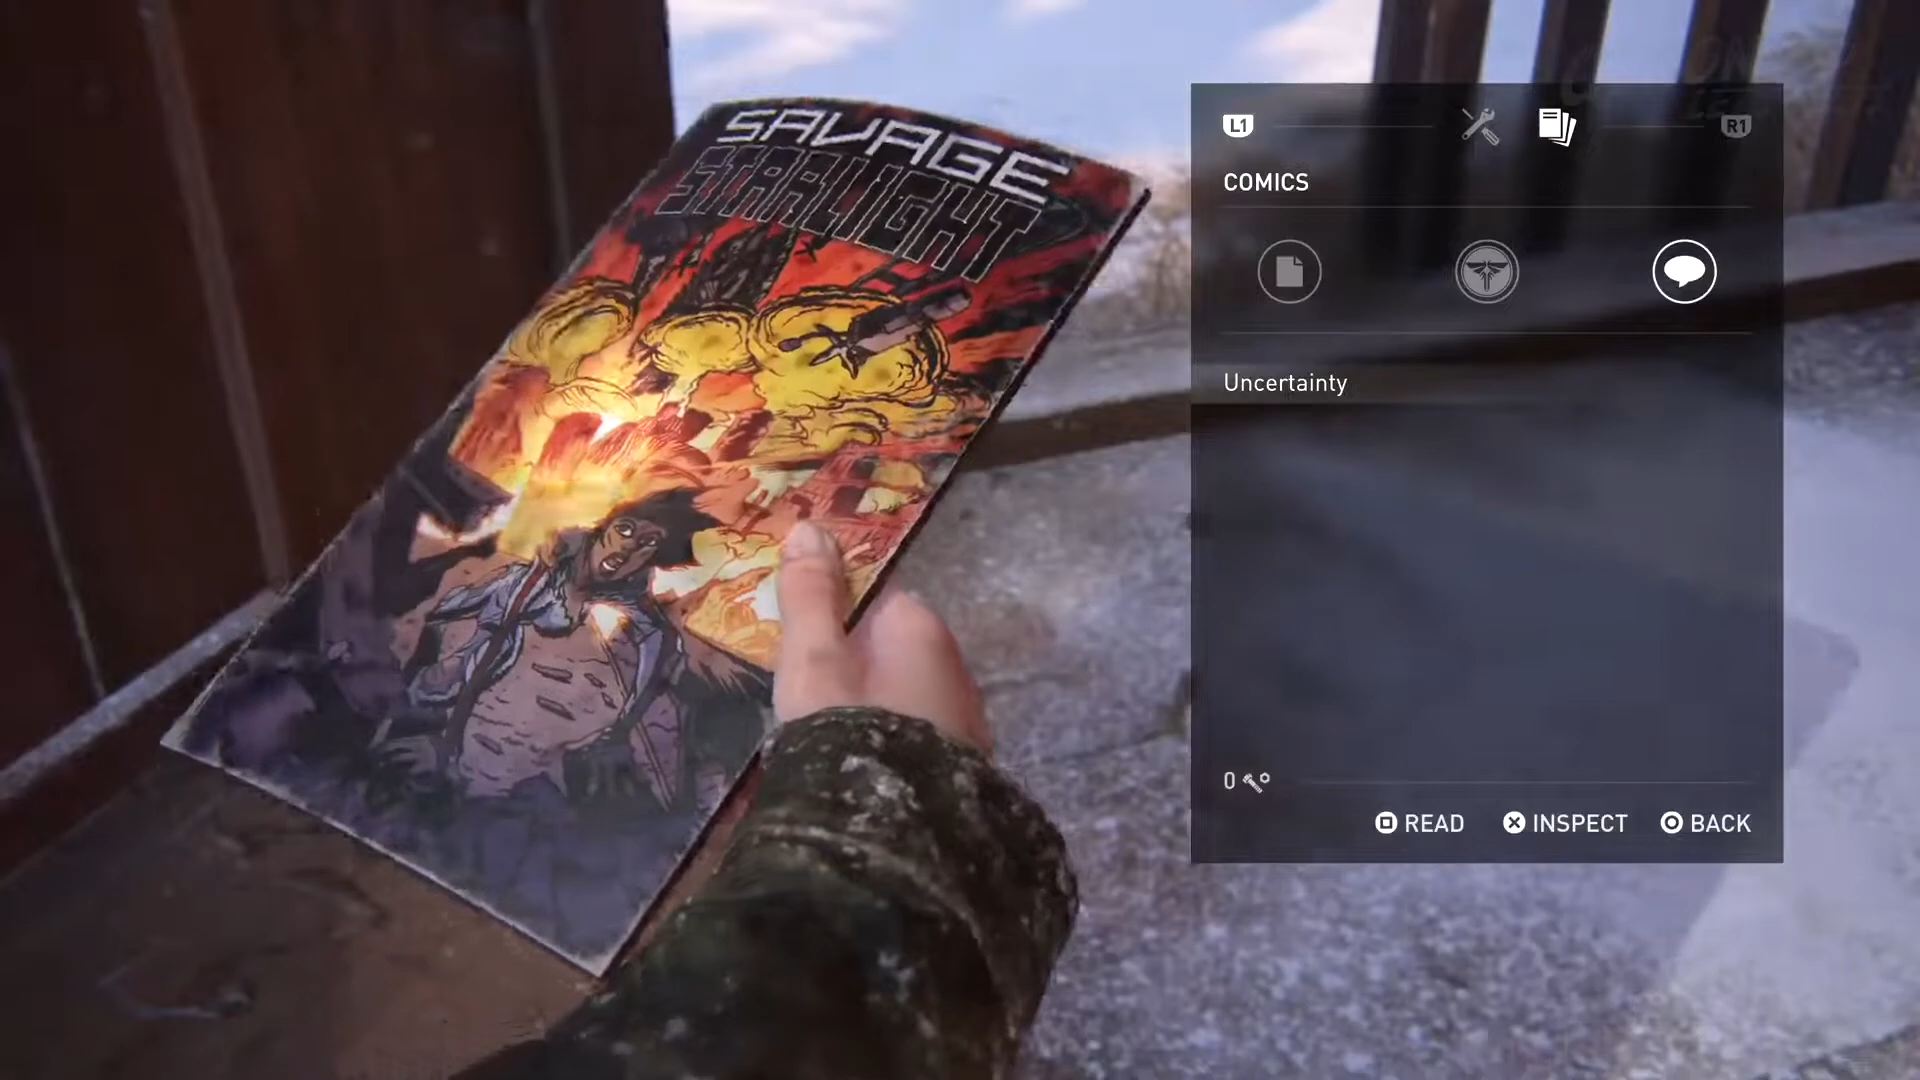 SAVAGE
STARLIGHT
L1
R1
COMICS
Uncertainty
0
READ
INSPECT
BACK